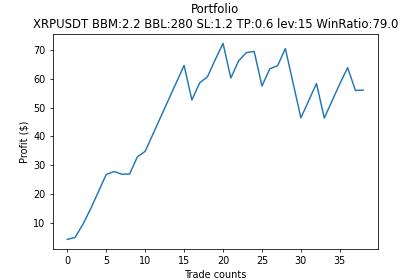 Portfolio
XRPUSDT BBM:2.2 BBL:280 SL:1.2 TP:0.6 lev:15 WinRatio:79.0
70
60
50
40
30
20
10
Profit ($)
0 5 10 15 20 25 30 35
Trade counts